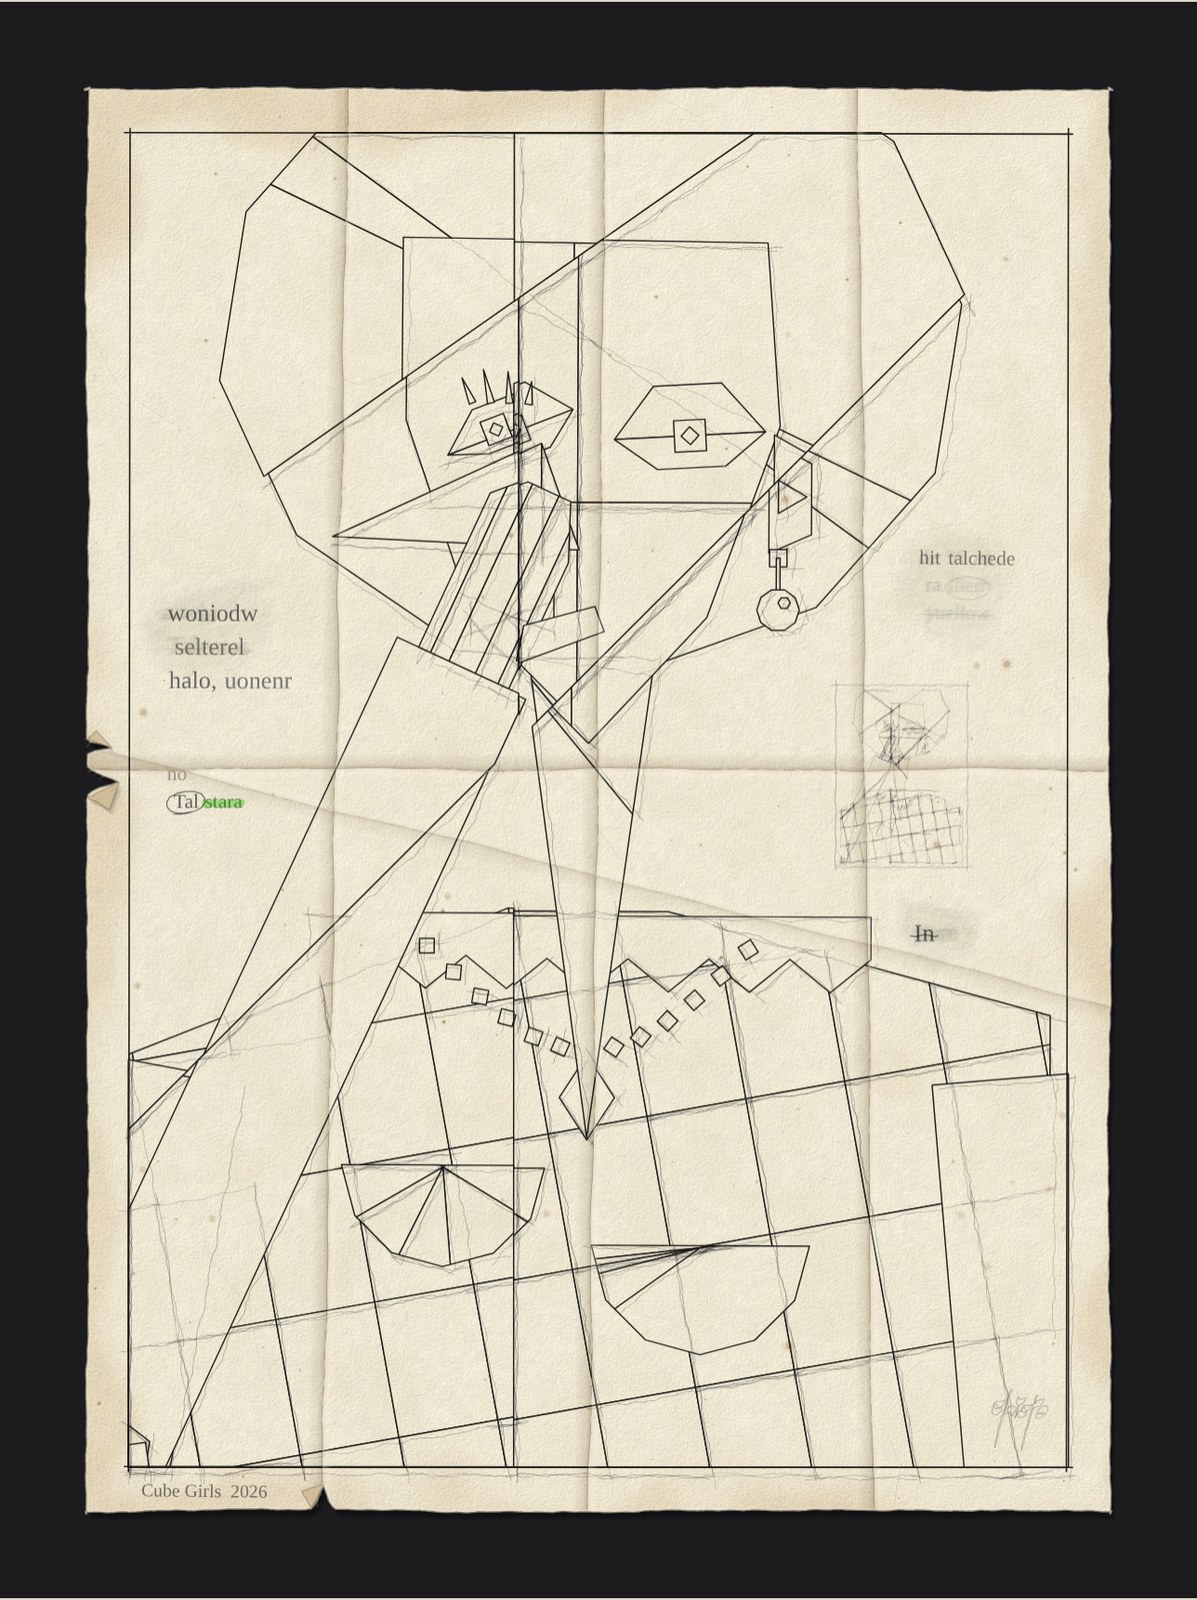 hit talchede
woniodw
selterel
halo, uonenr
no
Tal stara
In
Cube Girls 2026